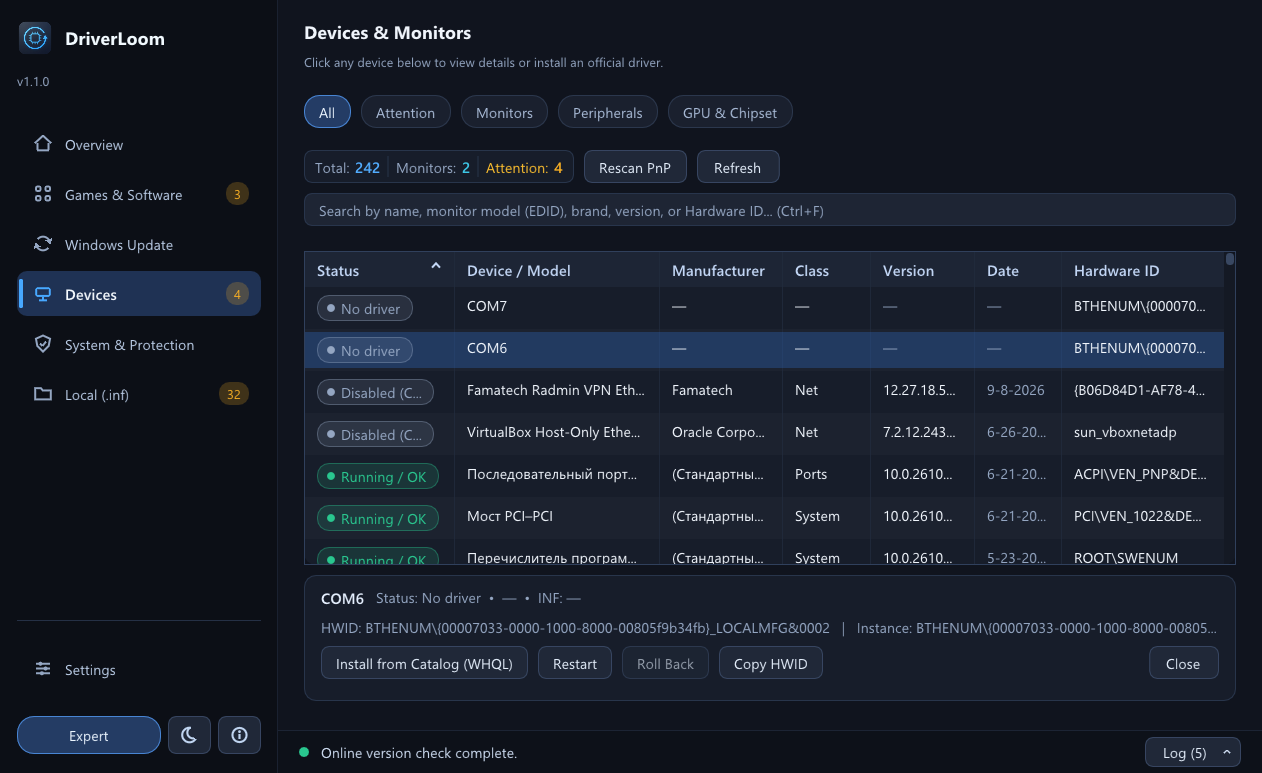 DriverLoom
v1.1.0
Overview
Games & Software 3
Windows Update
Devices 4
System & Protection
Local (.inf) 32
Settings
Expert
Devices & Monitors
Click any device below to view details or install an official driver.
All Attention Monitors Peripherals GPU & Chipset
Total: 242 Monitors: 2 Attention: 4 Rescan PnP Refresh
Search by name, monitor model (EDID), brand, version, or Hardware ID... (Ctrl+F)
Status Device / Model Manufacturer Class Version Date Hardware ID
No driver COM7 — — — — BTHENUM\{000070...
No driver COM6 — — — — BTHENUM\{000070...
Disabled (C... Famatech Radmin VPN Eth... Famatech Net 12.27.18.5... 9-8-2026 {B06D84D1-AF78-4...
Disabled (C... VirtualBox Host-Only Ethe... Oracle Corpo... Net 7.2.12.243... 6-26-20... sun_vboxnetadp
Running / OK Последовательный порт... (Стандартны... Ports 10.0.2610... 6-21-20... ACPI\VEN_PNP&DE...
Running / OK Мост PCI–PCI (Стандартны... System 10.0.2610... 6-21-20... PCI\VEN_1022&DE...
Running / OK Перечислитель програм... (Стандартны... System 10.0.2610... 5-23-20... ROOT\SWENUM
COM6 Status: No driver • — • INF: —
HWID: BTHENUM\{00007033-0000-1000-8000-00805f9b34fb}_LOCALMFG&0002 | Instance: BTHENUM\{00007033-0000-1000-8000-00805...
Install from Catalog (WHQL) Restart Roll Back Copy HWID Close
Online version check complete. Log (5)